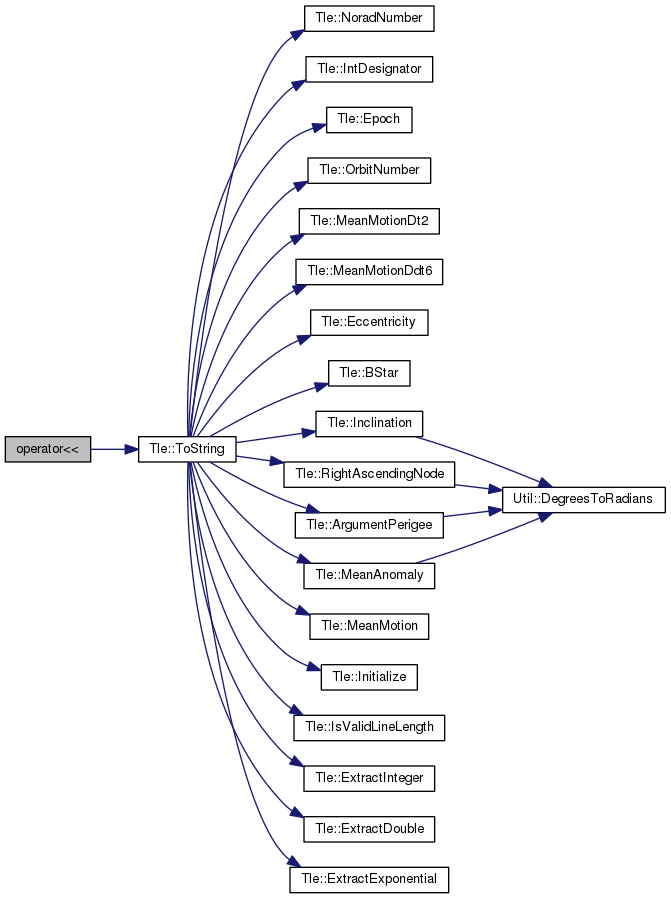 Tle::NoradNumber
Tle::IntDesignator
Tle::Epoch
Tle::OrbitNumber
Tle::MeanMotionDt2
Tle::MeanMotionDdt6
Tle::Eccentricity
Tle::BStar
Tle::Inclination
operator<<
Tle::ToString
Tle::RightAscendingNode
Util::DegreesToRadians
Tle::ArgumentPerigee
Tle::MeanAnomaly
Tle::MeanMotion
Tle::Initialize
Tle::IsValidLineLength
Tle::ExtractInteger
Tle::ExtractDouble
Tle::ExtractExponential